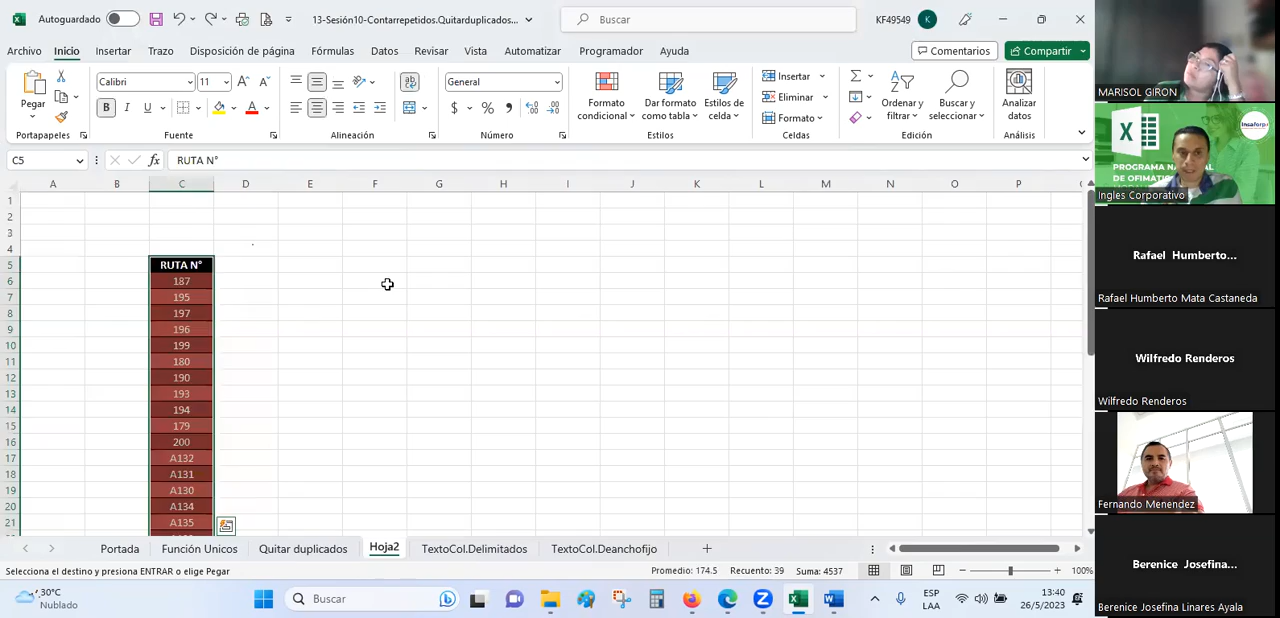 Autoguardado
13-Sesión10-Contarrepetidos.Quitarduplicados...
Buscar
KF49549
K
Archivo
Inicio
Insertar
Trazo
Disposición de página
Fórmulas
Datos
Revisar
Vista
Automatizar
Programador
Ayuda
Comentarios
Compartir
Pegar
Portapapeles
Calibri
11
N
K
S
Fuente
Alineación
General
$ % 
Número
Formato condicional
Dar formato como tabla
Estilos de celda
Estilos
Insertar
Eliminar
Formato
Celdas
Ordenar y filtrar
Buscar y seleccionar
Edición
Analizar datos
Análisis
C5
fx
RUTA N°
A B C D E F G H I J K L M N O P
1
2
3
4
5 RUTA N°
6 187
7 195
8 197
9 196
10 199
11 180
12 190
13 193
14 194
15 179
16 200
17 A132
18 A131
19 A130
20 A134
21 A135
Portada
Función Unicos
Quitar duplicados
Hoja2
TextoCol.Delimitados
TextoCol.Deanchofijo
Selecciona el destino y presiona ENTRAR o elige Pegar
Promedio: 174.5
Recuento: 39
Suma: 4537
100%
30°C
Nublado
Buscar
ESP
LAA
13:40
26/5/2023
MARISOL GIRON
Insaforp
PROGRAMA NA
L
DE OFIMATIC
Ingles Corporativo
Rafael Humberto...
Rafael Humberto Mata Castaneda
Wilfredo Renderos
Wilfredo Renderos
Fernando Menendez
Berenice Josefina...
Berenice Josefina Linares Ayala